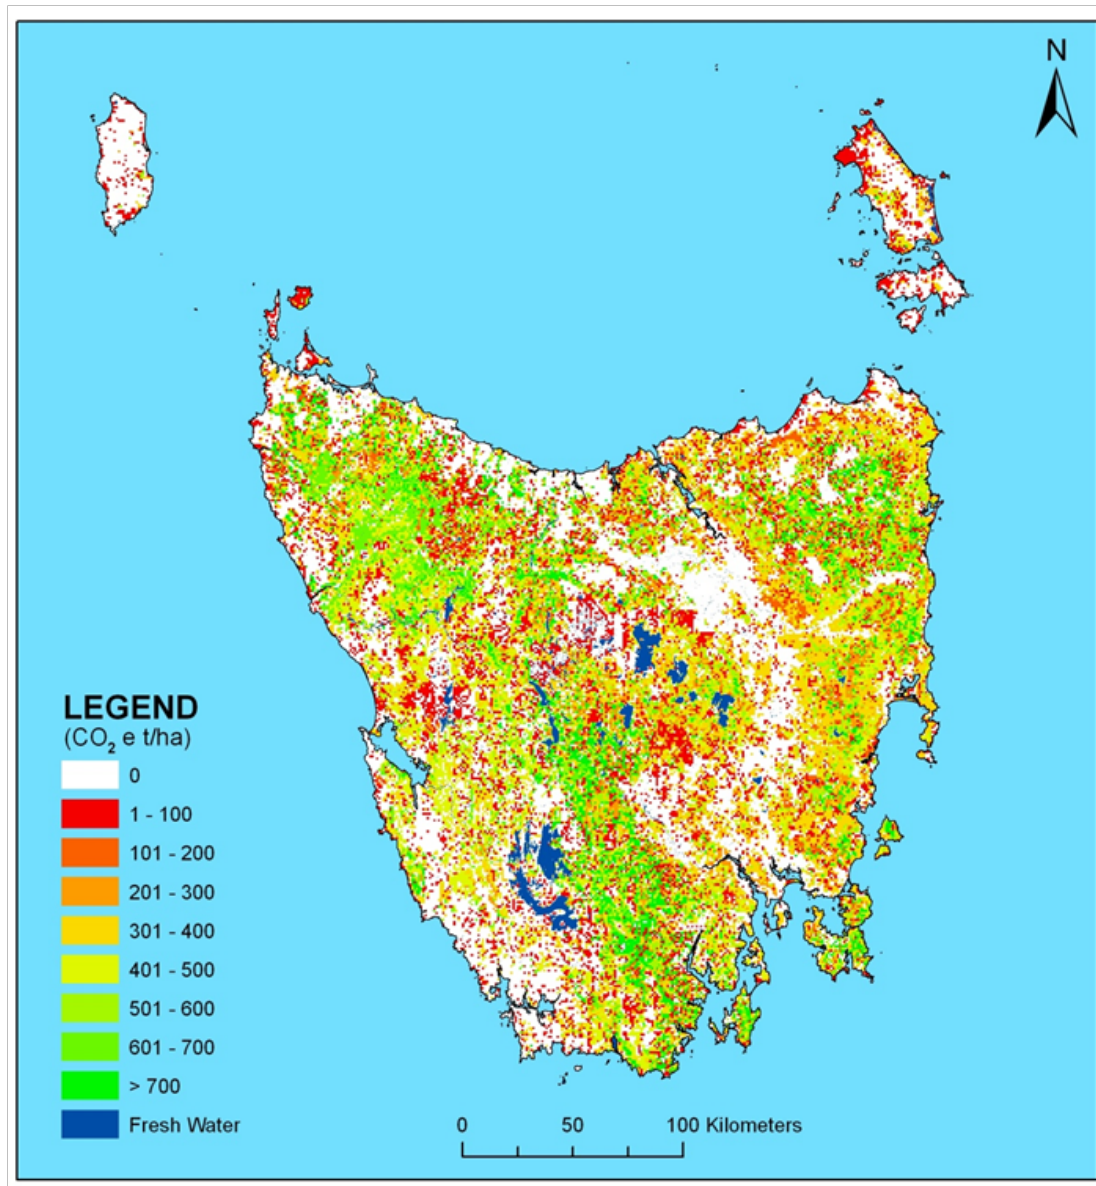 N
LEGEND
(CO₂ e t/ha)
0
1 - 100
101 - 200
201 - 300
301 - 400
401 - 500
501 - 600
601 - 700
> 700
Fresh Water
0 50 100 Kilometers